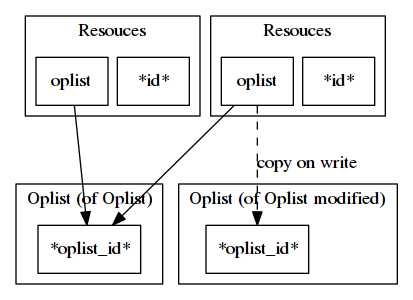 Resouces
Resouces
oplist
*id*
oplist
*id*
copy on write
Oplist (of Oplist)
Oplist (of Oplist modified)
*oplist_id*
*oplist_id*